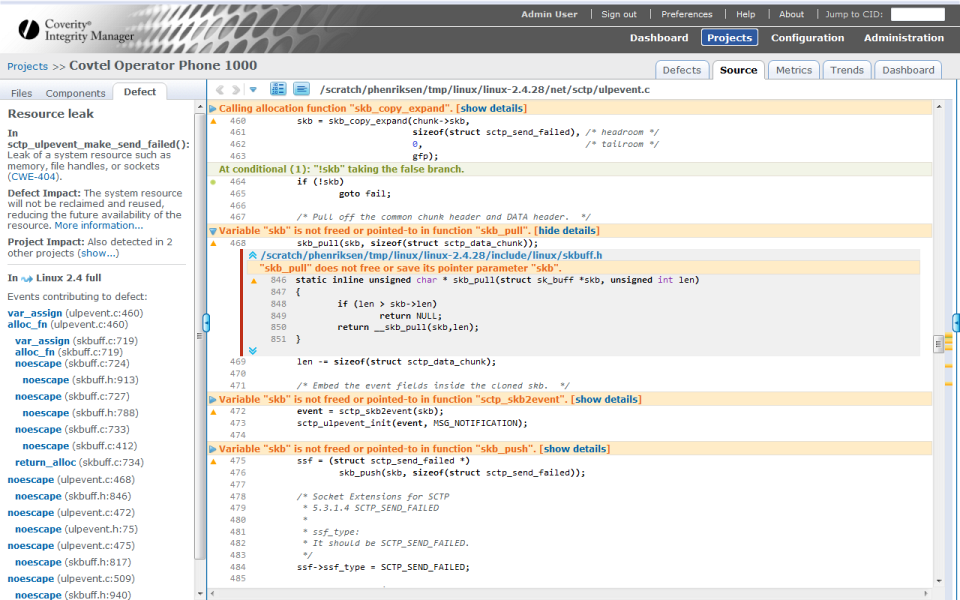 Coverity®
Integrity Manager
Admin User | Sign out | Preferences | Help | About | Jump to CID:
Dashboard Projects Configuration Administration
Projects >> Covtel Operator Phone 1000
Defects Source Metrics Trends Dashboard
Files Components Defect
/scratch/phenriksen/tmp/linux/linux-2.4.28/net/sctp/ulpevent.c
Resource leak
In
sctp_ulpevent_make_send_failed():
Leak of a system resource such as
memory, file handles, or sockets
(CWE-404).
Defect Impact: The system resource
will not be reclaimed and reused,
reducing the future availability of the
resource. More information...
Project Impact: Also detected in 2
other projects (show...)
In Linux 2.4 full
Events contributing to defect:
var_assign (ulpevent.c:460)
alloc_fn (ulpevent.c:460)
var_assign (skbuff.c:719)
alloc_fn (skbuff.c:719)
noescape (skbuff.c:724)
noescape (skbuff.h:913)
noescape (skbuff.c:727)
noescape (skbuff.h:788)
noescape (skbuff.c:733)
noescape (skbuff.c:412)
return_alloc (skbuff.c:734)
noescape (ulpevent.c:468)
noescape (skbuff.h:846)
noescape (ulpevent.c:472)
noescape (ulpevent.h:75)
noescape (ulpevent.c:475)
noescape (skbuff.h:817)
noescape (ulpevent.c:509)
noescape (skbuff.h:940)
Calling allocation function "skb_copy_expand". [show details]
460 skb = skb_copy_expand(chunk->skb,
461 sizeof(struct sctp_send_failed), /* headroom */
462 0, /* tailroom */
463 gfp);
At conditional (1): "!skb" taking the false branch.
464 if (!skb)
465 goto fail;
466
467 /* Pull off the common chunk header and DATA header. */
Variable "skb" is not freed or pointed-to in function "skb_pull". [hide details]
468 skb_pull(skb, sizeof(struct sctp_data_chunk));
/scratch/phenriksen/tmp/linux/linux-2.4.28/include/linux/skbuff.h
"skb_pull" does not free or save its pointer parameter "skb".
846 static inline unsigned char * skb_pull(struct sk_buff *skb, unsigned int len)
847 {
848 if (len > skb->len)
849 return NULL;
850 return __skb_pull(skb,len);
851 }
469 len -= sizeof(struct sctp_data_chunk);
470
471 /* Embed the event fields inside the cloned skb. */
Variable "skb" is not freed or pointed-to in function "sctp_skb2event". [show details]
472 event = sctp_skb2event(skb);
473 sctp_ulpevent_init(event, MSG_NOTIFICATION);
474
Variable "skb" is not freed or pointed-to in function "skb_push". [show details]
475 ssf = (struct sctp_send_failed *)
476 skb_push(skb, sizeof(struct sctp_send_failed));
477
478 /* Socket Extensions for SCTP
479 * 5.3.1.4 SCTP_SEND_FAILED
480 *
481 * ssf_type:
482 * It should be SCTP_SEND_FAILED.
483 */
484 ssf->ssf_type = SCTP_SEND_FAILED;
485